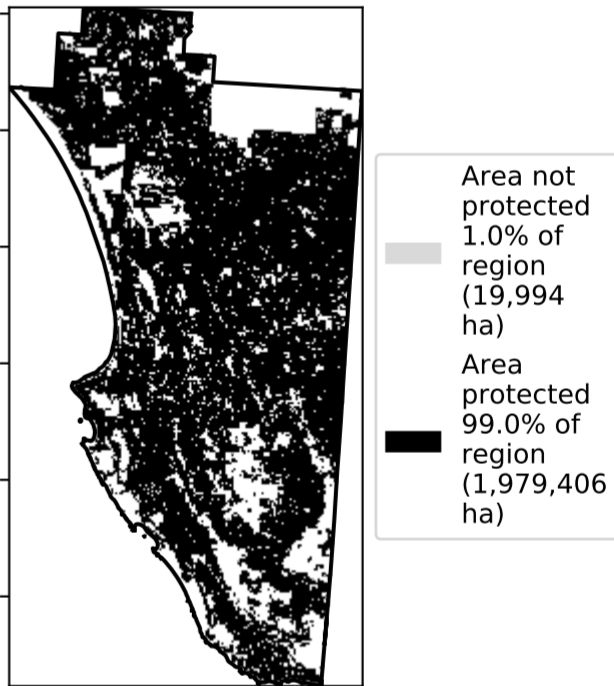 Area not
protected
1.0% of
region
(19,994
ha)
Area
protected
99.0% of
region
(1,979,406
ha)